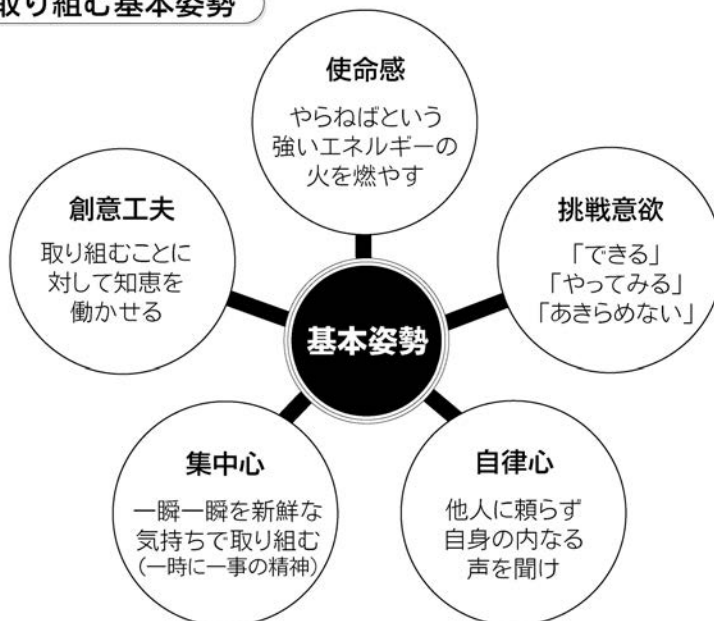 取り組む基本姿勢
使命感
やらねばという
強いエネルギーの
火を燃やす
創意工夫
取り組むことに
対して知恵を
働かせる
挑戦意欲
「できる」
「やってみる」
「あきらめない」
基本姿勢
集中心
一瞬一瞬を新鮮な
気持ちで取り組む
(一時に一事の精神)
自律心
他人に頼らず
自身の内なる
声を聞け